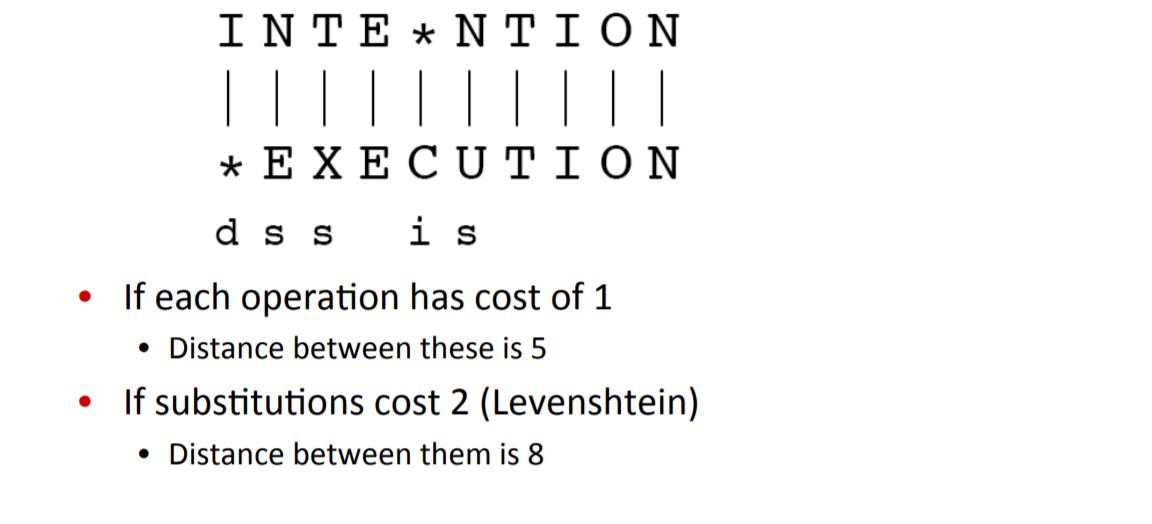 I N T E * N T I O N
| | | | | | | | | |
* E X E C U T I O N
d s s i s
• If each operation has cost of 1
• Distance between these is 5
• If substitutions cost 2 (Levenshtein)
• Distance between them is 8